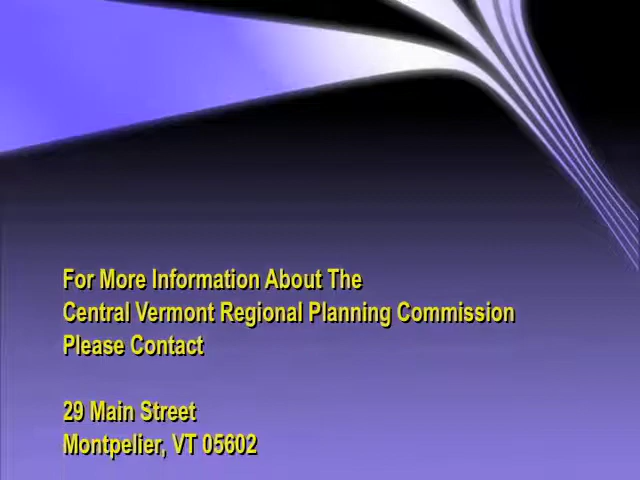 For More Information About The
Central Vermont Regional Planning Commission
Please Contact
29 Main Street
Montpelier, VT 05602